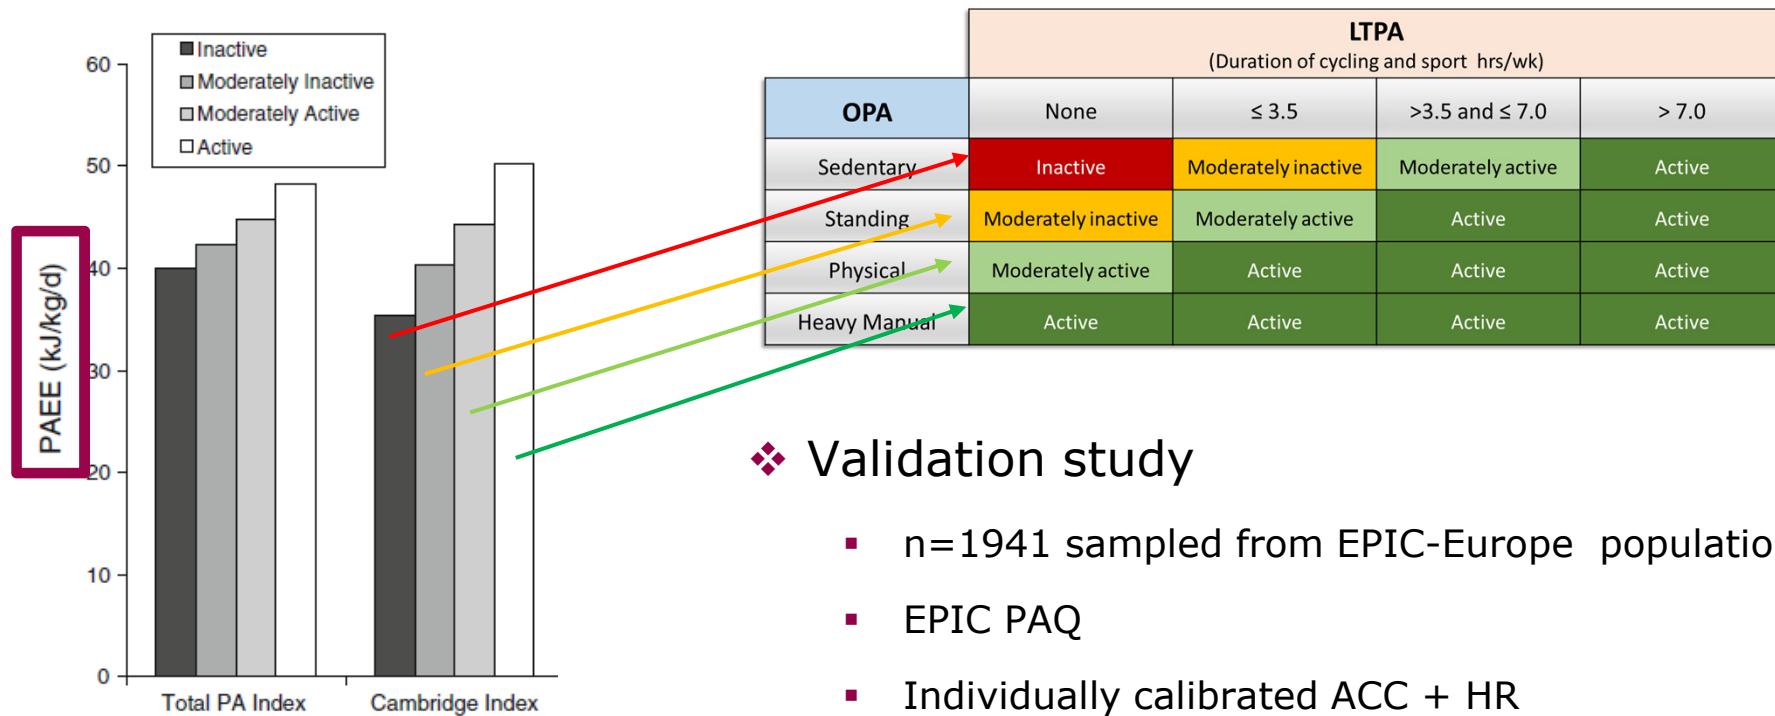 Inactive
Moderately Inactive
Moderately Active
Active
60
50
40
30
20
10
0
PAEE (kJ/kg/d)
Total PA Index
Cambridge Index
LTPA
(Duration of cycling and sport hrs/wk)
OPA None ≤ 3.5 >3.5 and ≤ 7.0 > 7.0
Sedentary Inactive Moderately inactive Moderately active Active
Standing Moderately inactive Moderately active Active Active
Physical Moderately active Active Active Active
Heavy Manual Active Active Active Active
❖ Validation study
▪ n=1941 sampled from EPIC-Europe populatio
▪ EPIC PAQ
▪ Individually calibrated ACC + HR